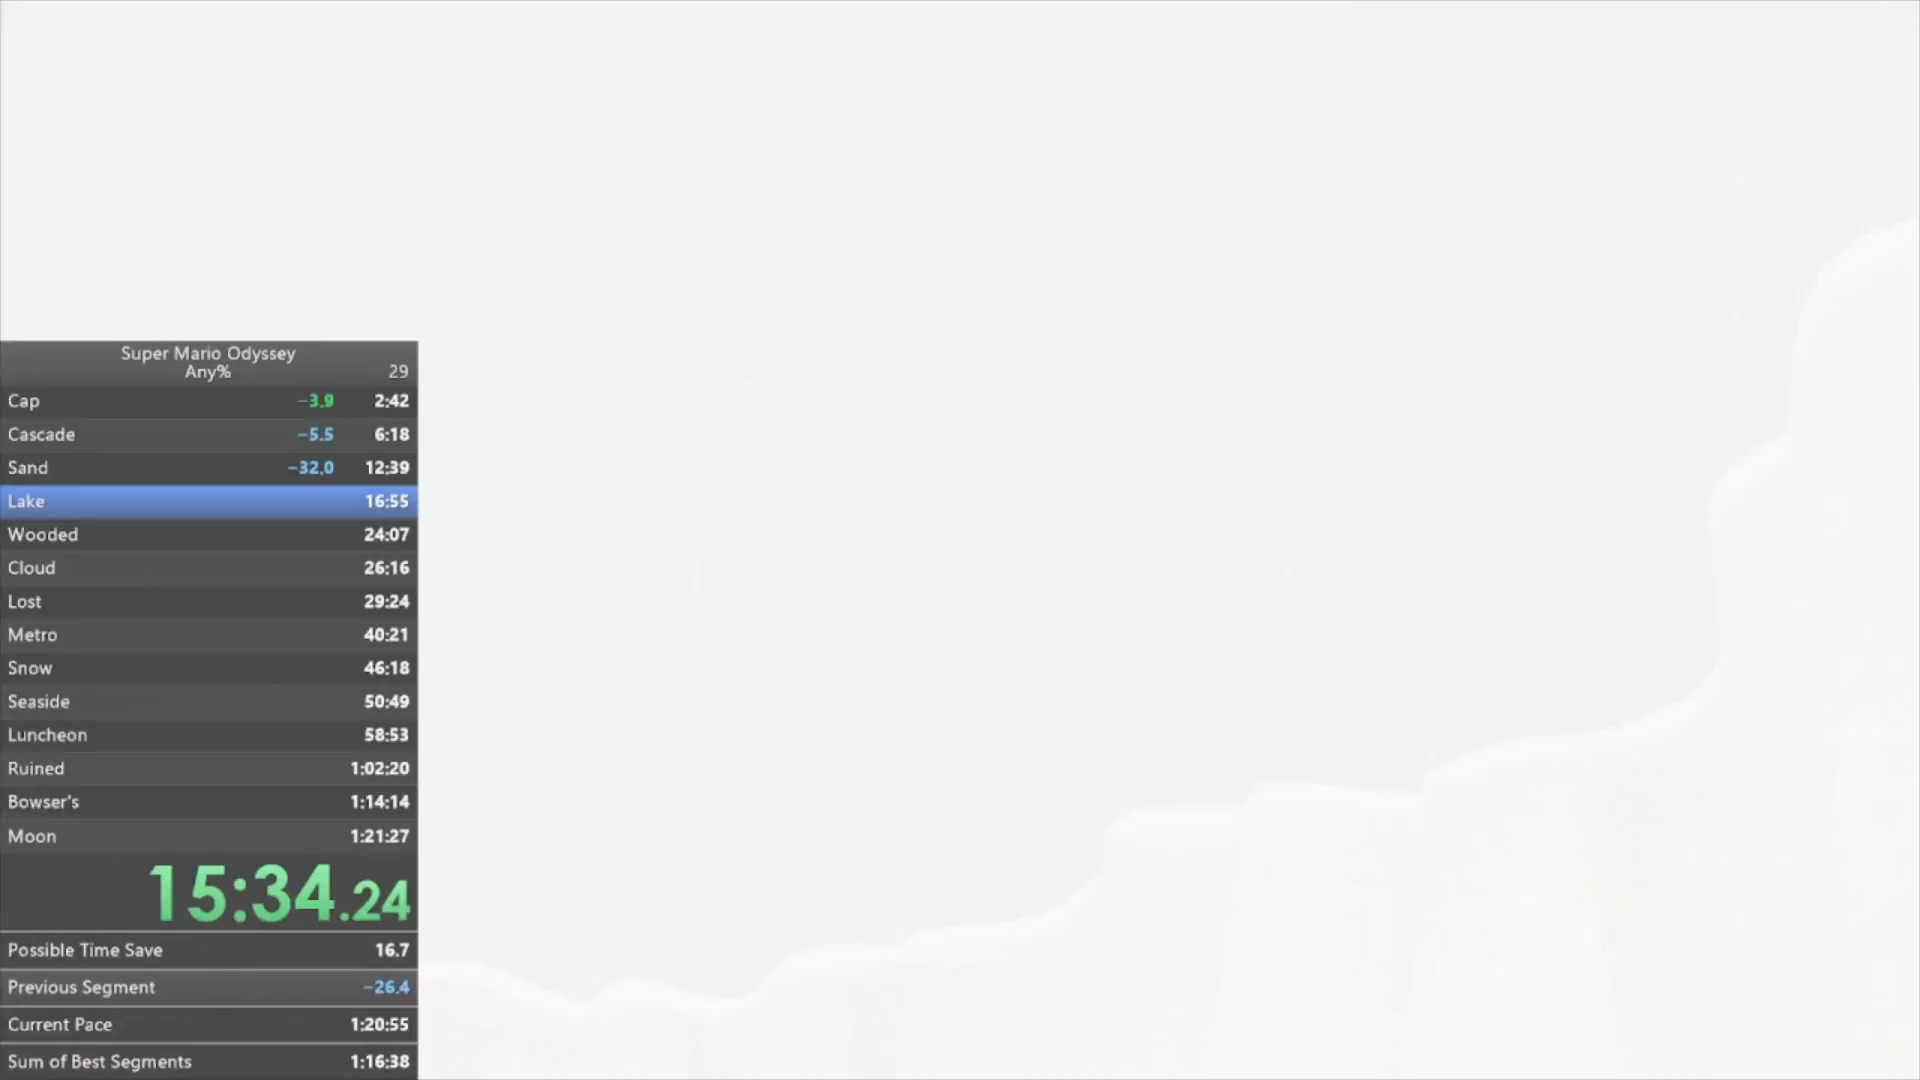 Super Mario Odyssey
Any% 29
Cap −3.9 2:42
Cascade −5.5 6:18
Sand −32.0 12:39
Lake 16:55
Wooded 24:07
Cloud 26:16
Lost 29:24
Metro 40:21
Snow 46:18
Seaside 50:49
Luncheon 58:53
Ruined 1:02:20
Bowser's 1:14:14
Moon 1:21:27
15:34.24
Possible Time Save 16.7
Previous Segment −26.4
Current Pace 1:20:55
Sum of Best Segments 1:16:38